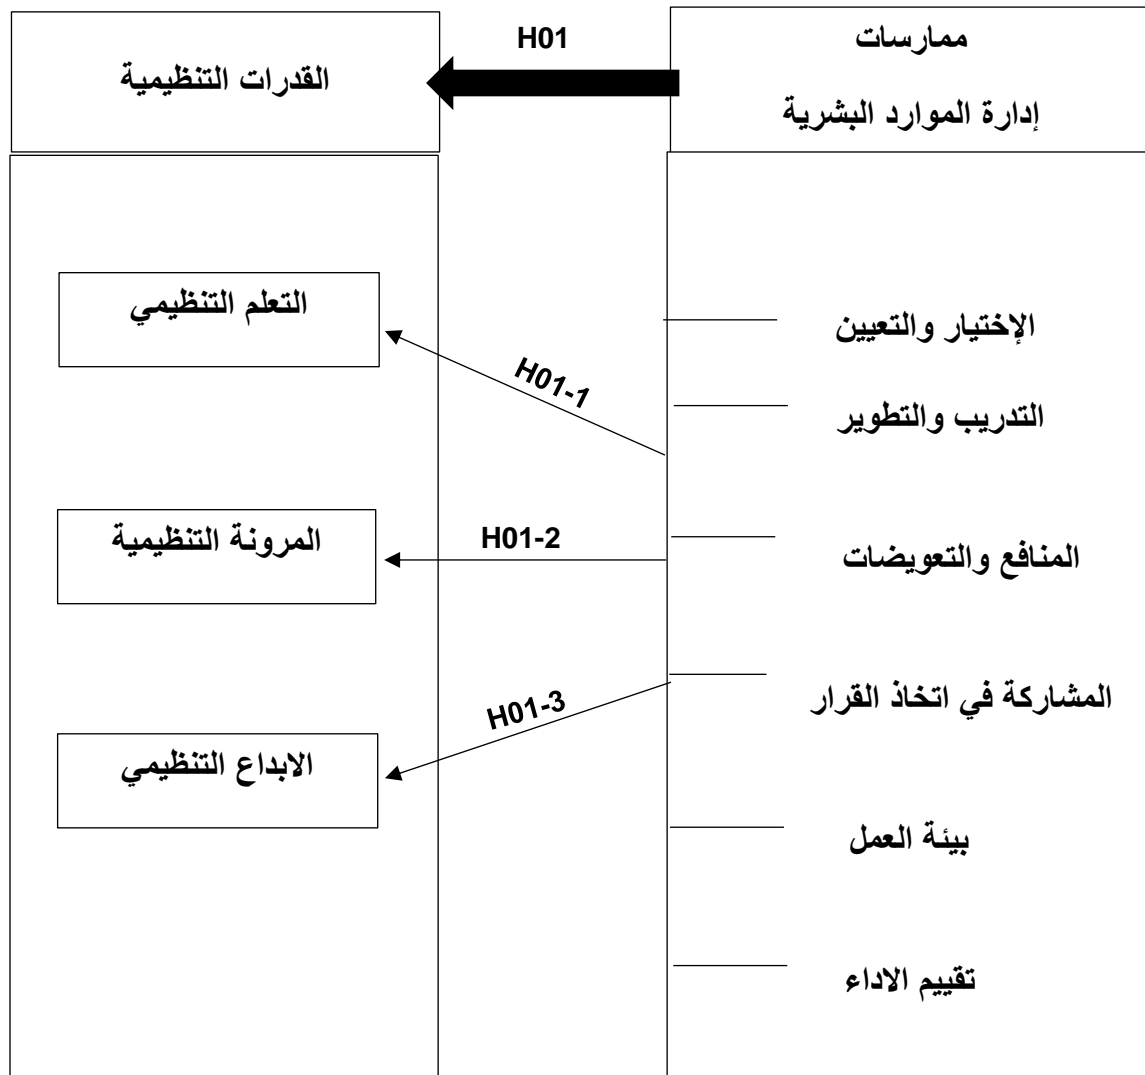 ممارسات
إدارة الموارد البشرية
H01
القدرات التنظيمية
الإختيار والتعيين
التدريب والتطوير
المنافع والتعويضات
المشاركة في اتخاذ القرار
بيئة العمل
تقييم الاداء
H01-1
H01-2
H01-3
التعلم التنظيمي
المرونة التنظيمية
الابداع التنظيمي